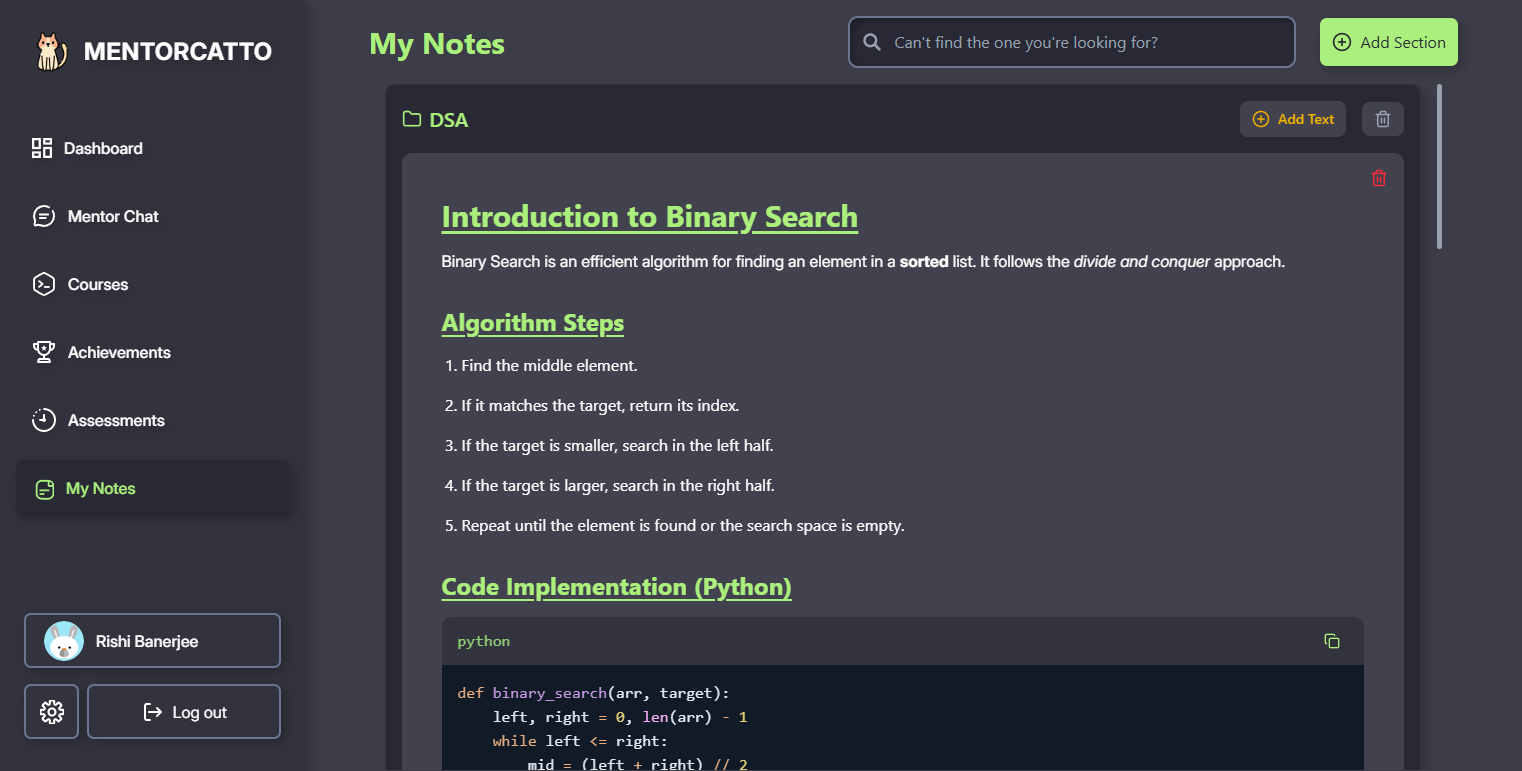 MENTORCATTO
Dashboard
Mentor Chat
Courses
Achievements
Assessments
My Notes
Rishi Banerjee
Log out
My Notes
Can't find the one you're looking for?
Add Section
DSA
Add Text
Introduction to Binary Search
Binary Search is an efficient algorithm for finding an element in a sorted list. It follows the divide and conquer approach.
Algorithm Steps
1. Find the middle element.
2. If it matches the target, return its index.
3. If the target is smaller, search in the left half.
4. If the target is larger, search in the right half.
5. Repeat until the element is found or the search space is empty.
Code Implementation (Python)
python
def binary_search(arr, target):
    left, right = 0, len(arr) - 1
    while left <= right:
        mid = (left + right) // 2